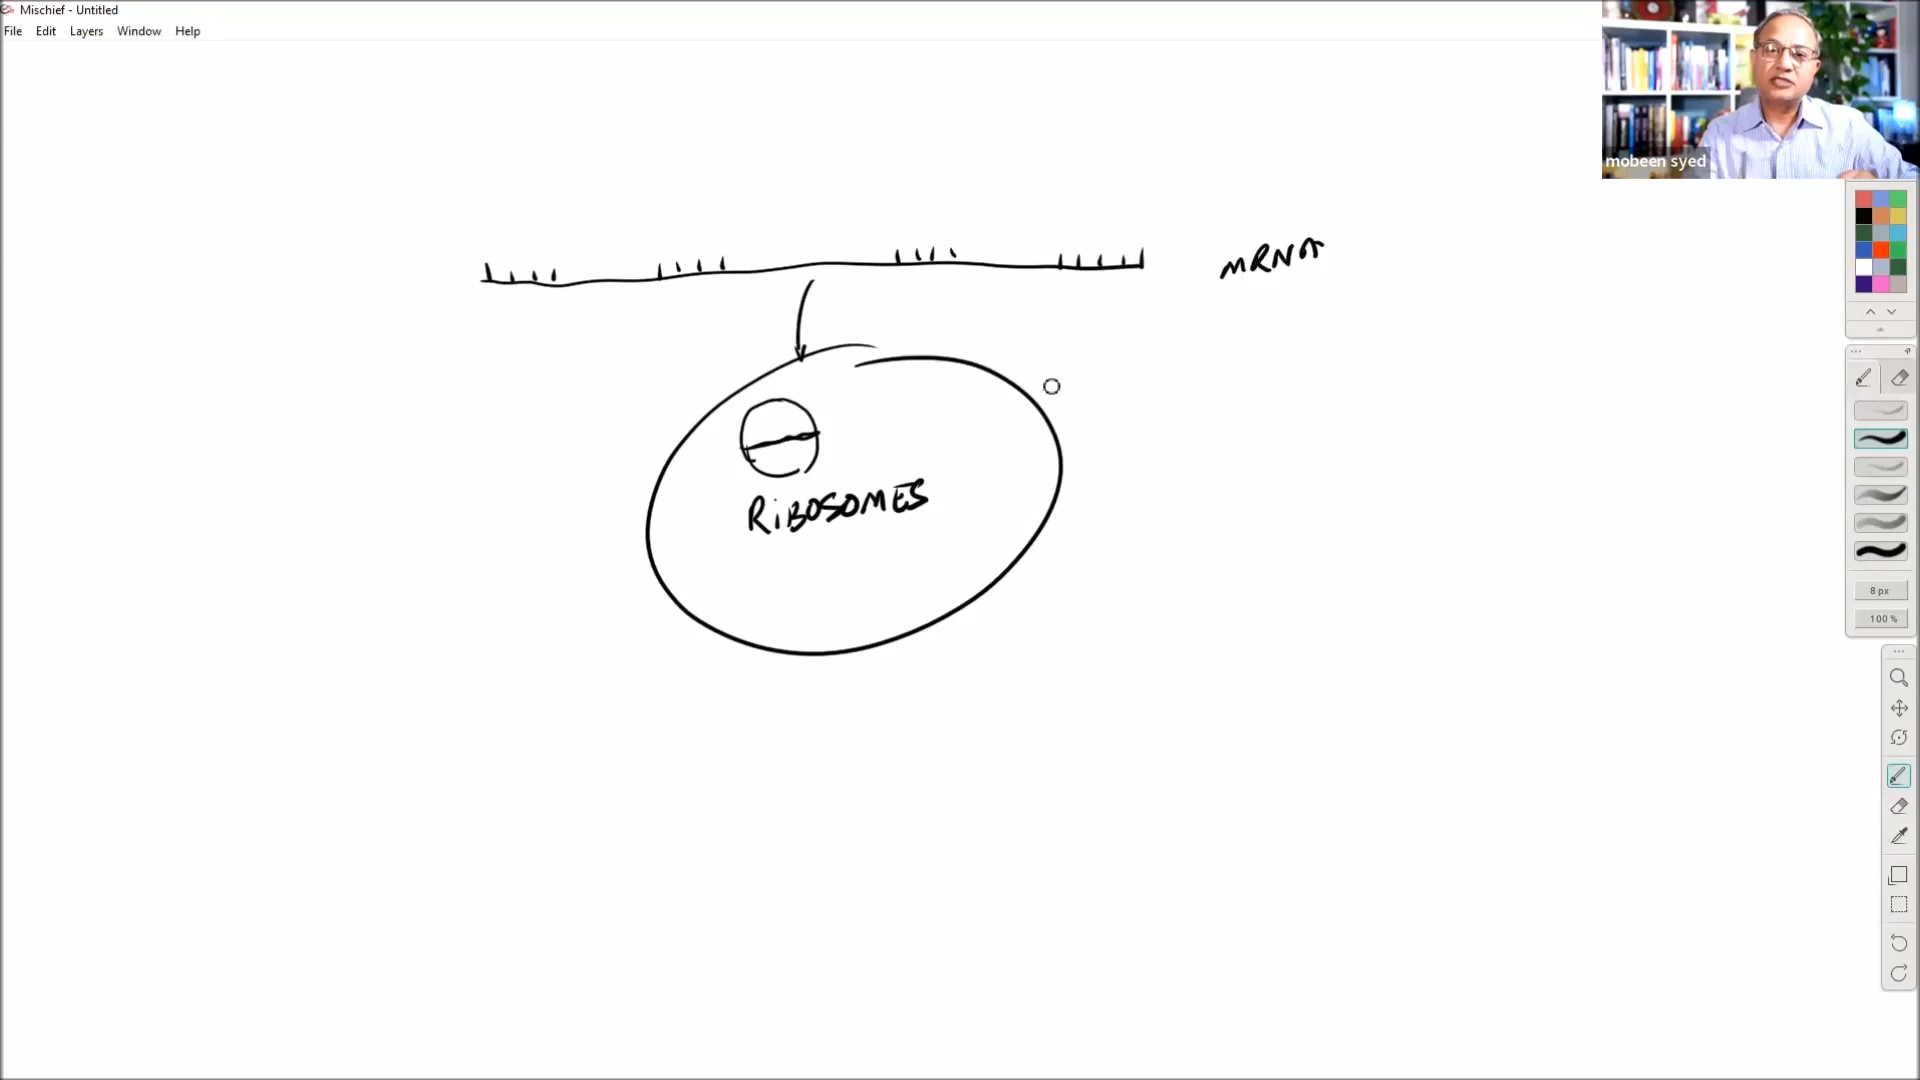 Mischief - Untitled
File Edit Layers Window Help
mobeen syed
mRNA
RiBOSOMES
8 px
100 %